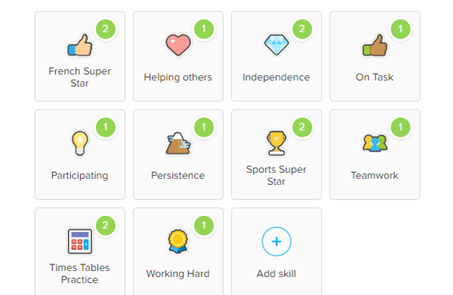 2
1
2
1
French Super
Star
Helping others
Independence
On Task
1
1
2
1
Participating
Persistence
Sports Super
Star
Teamwork
2
1
Times Tables
Practice
Working Hard
Add skill